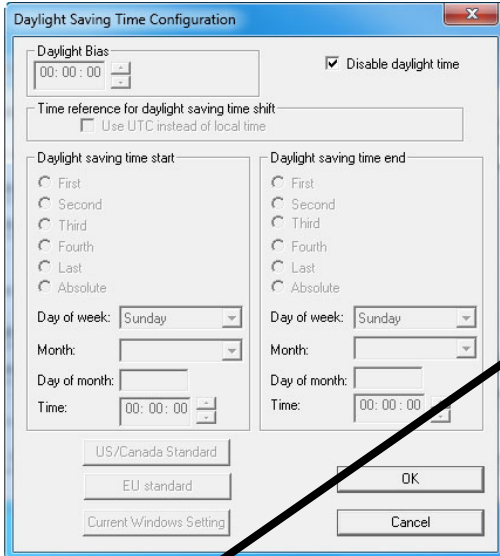 Daylight Saving Time Configuration
Daylight Bias
00: 00 : 00
Disable daylight time
Time reference for daylight saving time shift
Use UTC instead of local time
Daylight saving time start
First
Second
Third
Fourth
Last
Absolute
Day of week: Sunday
Month:
Day of month:
Time: 00: 00: 00
Daylight saving time end
First
Second
Third
Fourth
Last
Absolute
Day of week: Sunday
Month:
Day of month:
Time: 00: 00 : 00
US/Canada Standard
EU standard
Current Windows Setting
OK
Cancel